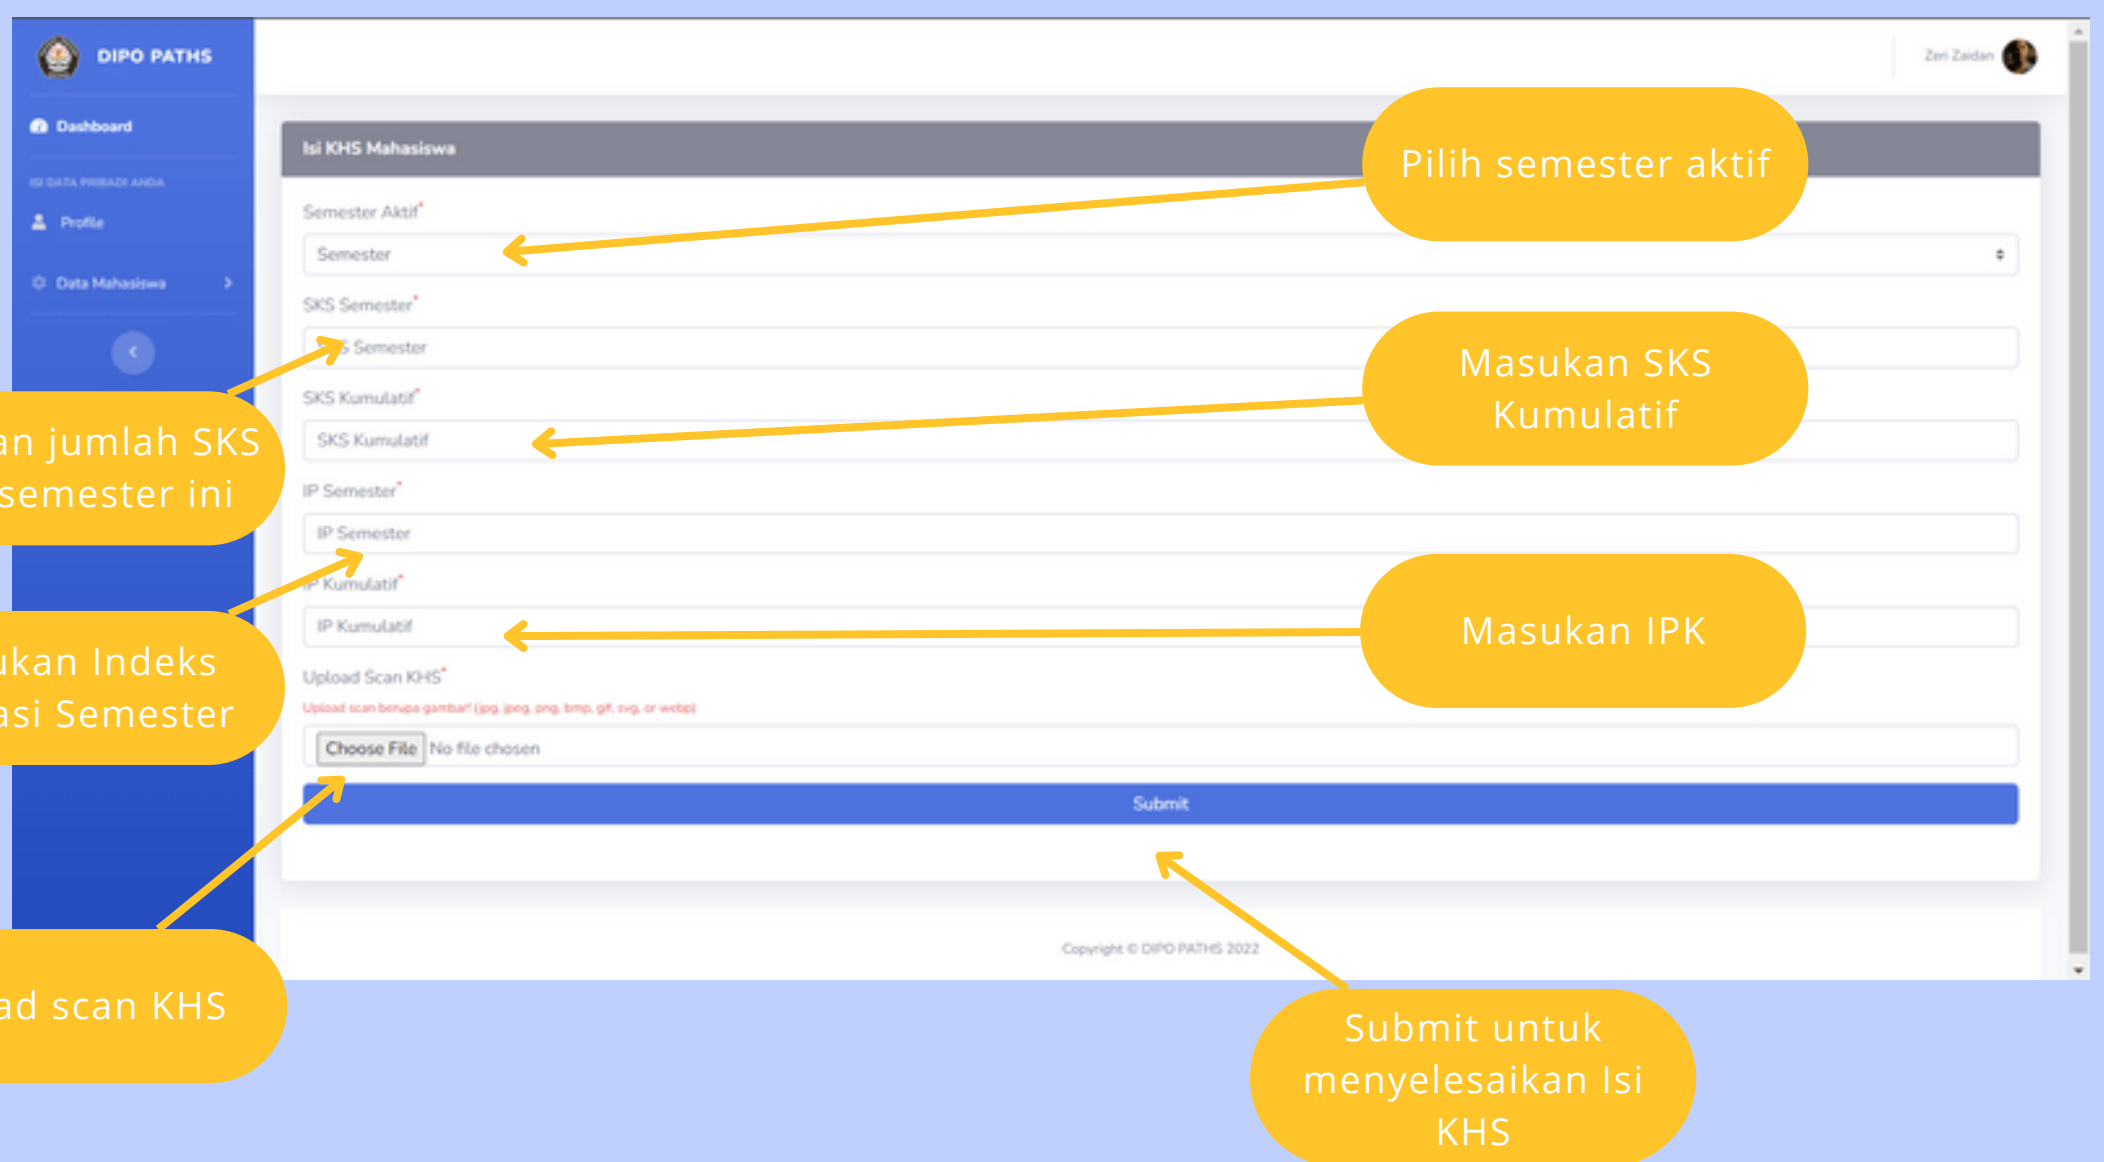 DIPO PATHS
Zeri Zaidan
Dashboard
ISI DATA PRIBADI ANDA
Profile
Data Mahasiswa
Isi KHS Mahasiswa
Pilih semester aktif
Semester Aktif*
Semester
SKS Semester*
Semester
SKS Kumulatif*
SKS Kumulatif
Masukan SKS
Kumulatif
an jumlah SKS
semester ini
IP Semester*
IP Semester
IP Kumulatif*
IP Kumulatif
Masukan IPK
ukan Indeks
asi Semester
Upload Scan KHS*
Upload scan berupa gambar! (jpg, jpeg, png, bmp, gif, svg, or webp)
Choose File No file chosen
Submit
ad scan KHS
Copyright © DIPO PATHS 2022
Submit untuk
menyelesaikan Isi
KHS